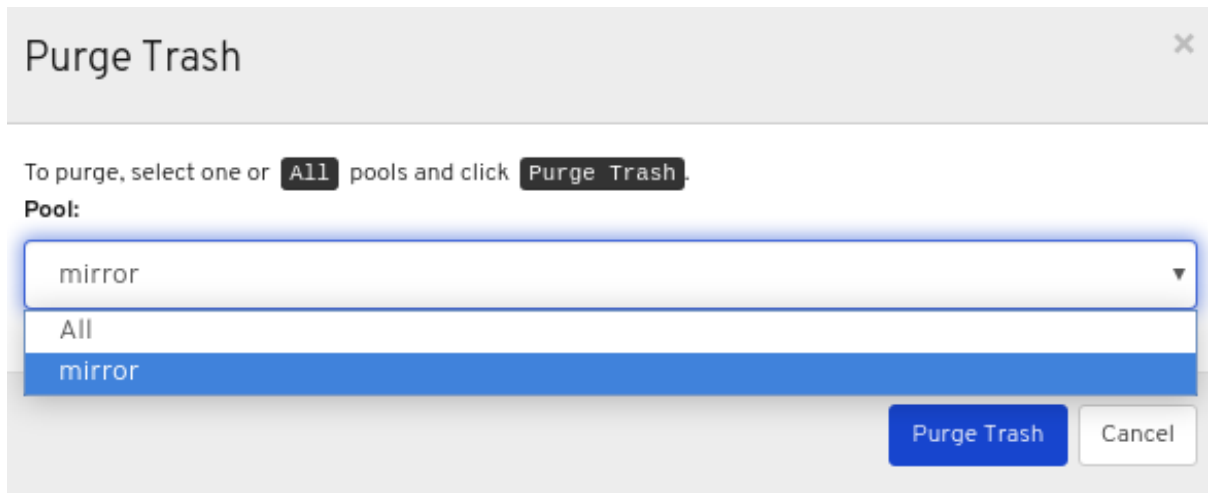 Purge Trash
×
To purge, select one or All pools and click Purge Trash.
Pool:
mirror
All
mirror
Purge Trash
Cancel